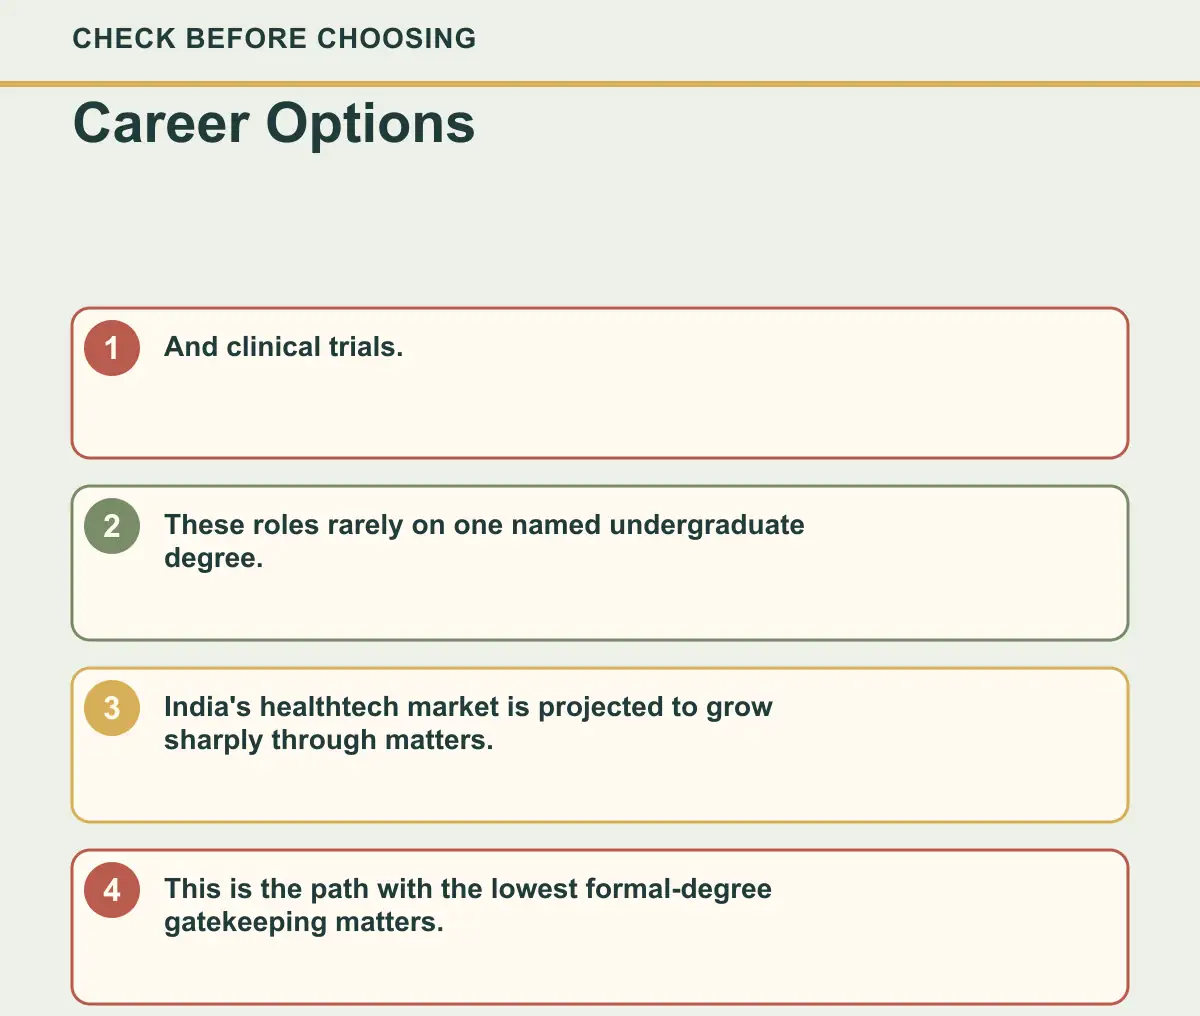 CHECK BEFORE CHOOSING
Career Options
1
And clinical trials.
2
These roles rarely on one named undergraduate
degree.
3
India's healthtech market is projected to grow
sharply through matters.
4
This is the path with the lowest formal-degree
gatekeeping matters.